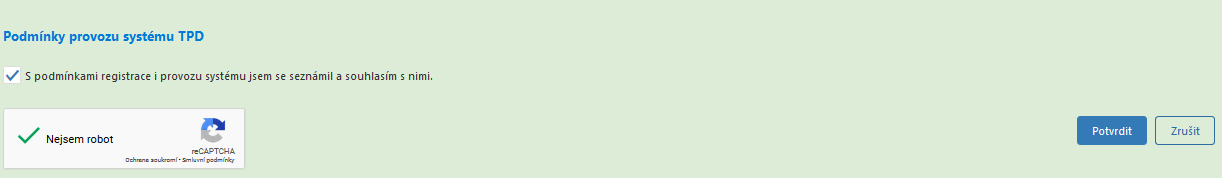 Podmínky provozu systému TPD
S podmínkami registrace i provozu systému jsem se seznámil a souhlasím s nimi.
Nejsem robot
reCAPTCHA
Ochrana soukromí • Smluvní podmínky
Potvrdit
Zrušit